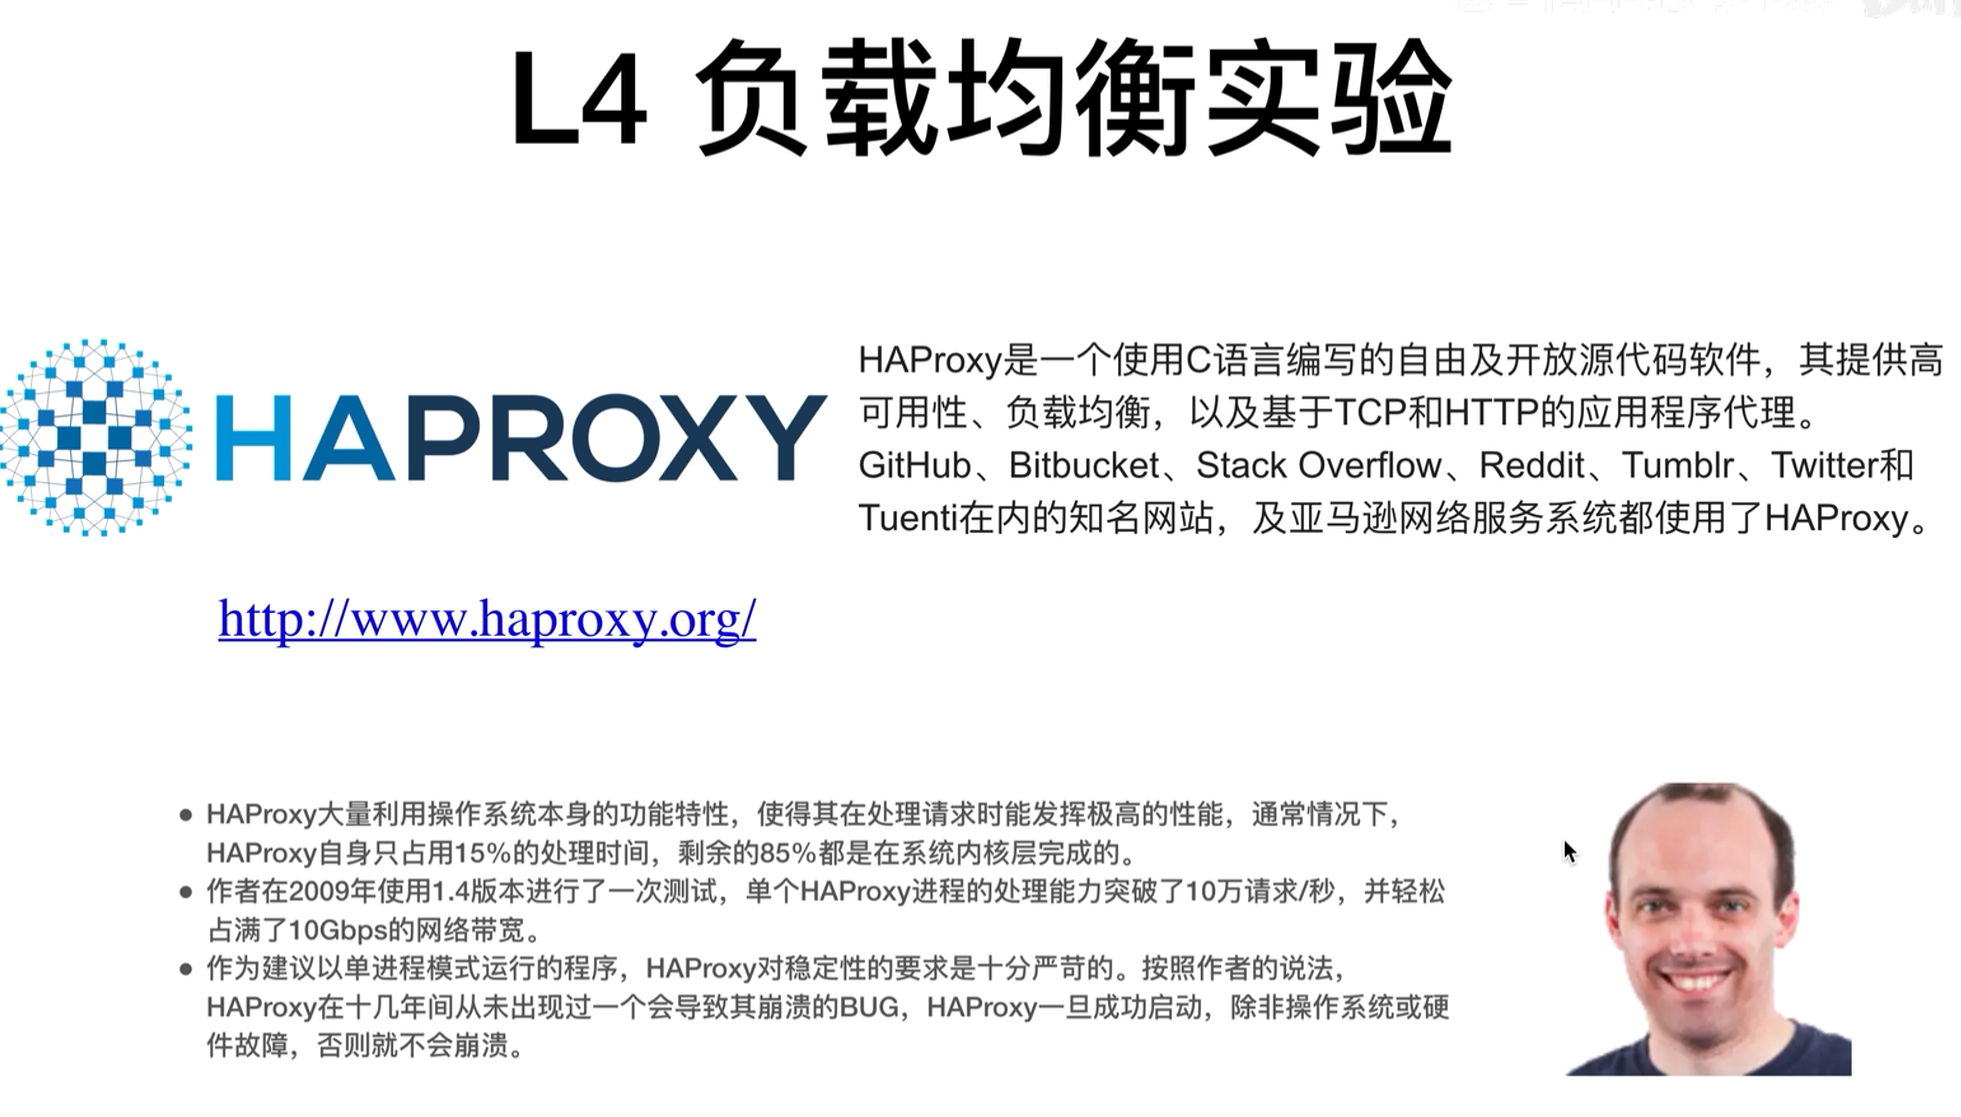 L4 负载均衡实验
HAPROXY
HAProxy是一个使用C语言编写的自由及开放源代码软件，其提供高
可用性、负载均衡，以及基于TCP和HTTP的应用程序代理。
GitHub、Bitbucket、Stack Overflow、Reddit、Tumblr、Twitter和
Tuenti在内的知名网站，及亚马逊网络服务系统都使用了HAProxy。
http://www.haproxy.org/
● HAProxy大量利用操作系统本身的功能特性，使得其在处理请求时能发挥极高的性能，通常情况下，
HAProxy自身只占用15%的处理时间，剩余的85%都是在系统内核层完成的。
● 作者在2009年使用1.4版本进行了一次测试，单个HAProxy进程的处理能力突破了10万请求/秒，并轻松
占满了10Gbps的网络带宽。
● 作为建议以单进程模式运行的程序，HAProxy对稳定性的要求是十分严苛的。按照作者的说法，
HAProxy在十几年间从未出现过一个会导致其崩溃的BUG，HAProxy一旦成功启动，除非操作系统或硬
件故障，否则就不会崩溃。